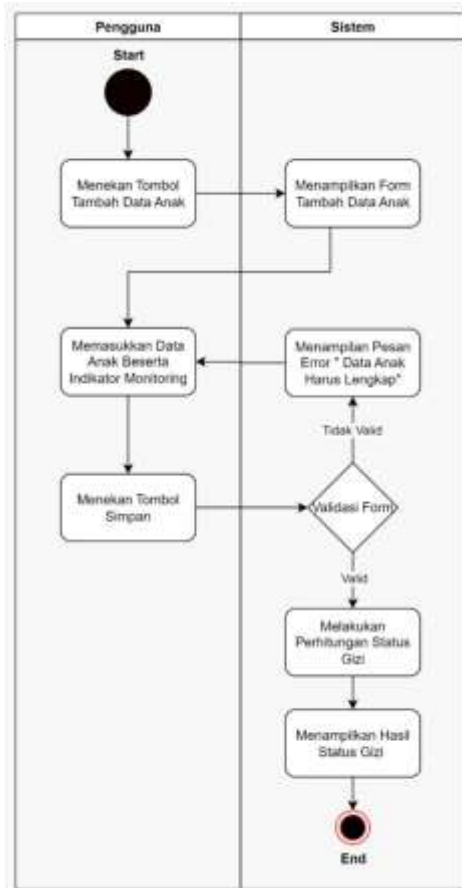 Pengguna
Sistem
Start
Menekan Tombol
Tambah Data Anak
Menampilkan Form
Tambah Data Anak
Memasukkan Data
Anak Beserta
Indikator Monitoring
Menampilan Pesan
Error " Data Anak
Harus Lengkap"
Tidak Valid
Menekan Tombol
Simpan
Validasi Form
Valid
Melakukan
Perhitungan Status
Gizi
Menampilkan Hasil
Status Gizi
End